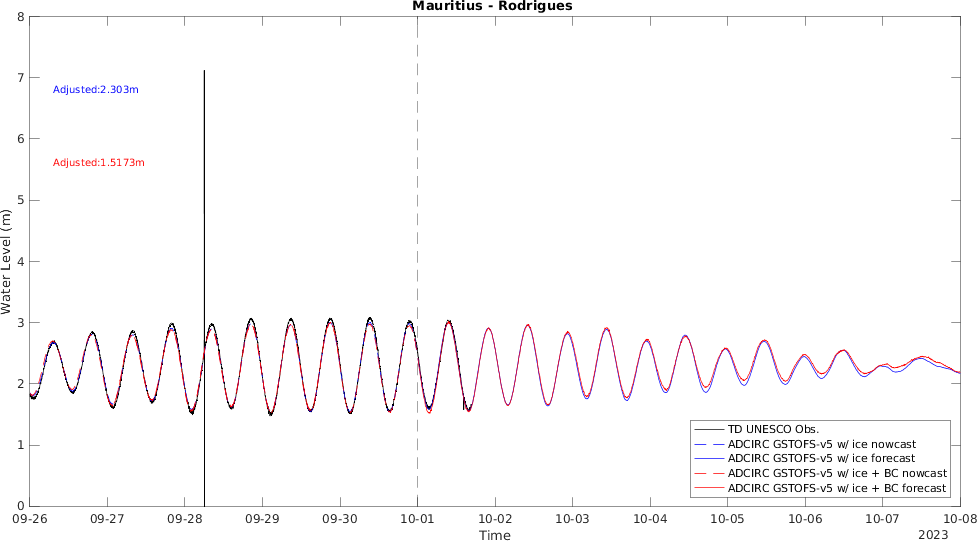 Mauritius - Rodrigues
8
7
6
5
4
3
2
1
0
Water Level (m)
Adjusted:2.303m
Adjusted:1.5173m
TD UNESCO Obs.
ADCIRC GSTOFS-v5 w/ ice nowcast
ADCIRC GSTOFS-v5 w/ ice forecast
ADCIRC GSTOFS-v5 w/ ice + BC nowcast
ADCIRC GSTOFS-v5 w/ ice + BC forecast
09-26 09-27 09-28 09-29 09-30 10-01 10-02 10-03 10-04 10-05 10-06 10-07 10-08
Time
2023